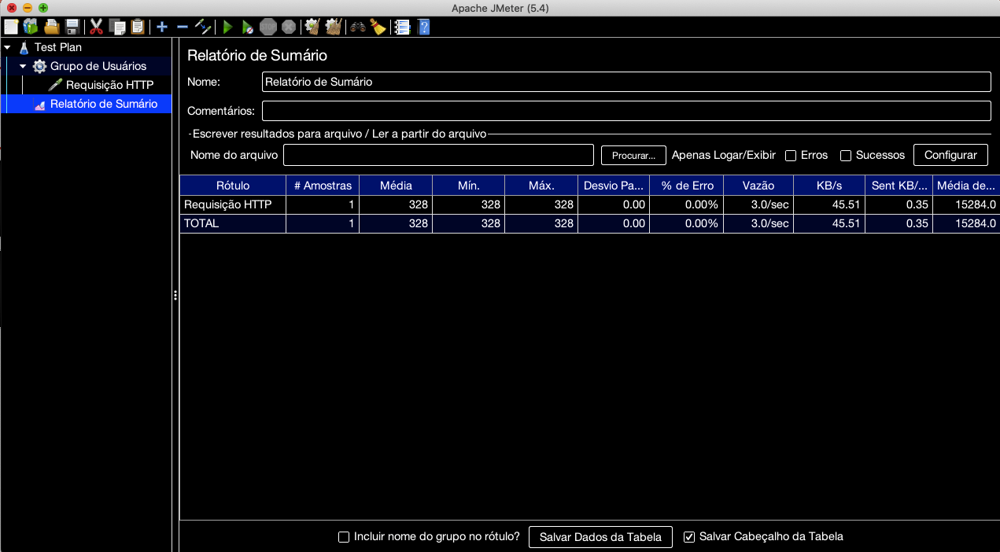 Apache JMeter (5.4)
STOP
Test Plan
Grupo de Usuários
Requisição HTTP
Relatório de Sumário
Relatório de Sumário
Nome: Relatório de Sumário
Comentários:
Escrever resultados para arquivo / Ler a partir do arquivo
Nome do arquivo Procurar... Apenas Logar/Exibir Erros Sucessos Configurar
Rótulo # Amostras Média Mín. Máx. Desvio Pa... % de Erro Vazão KB/s Sent KB/... Média de...
Requisição HTTP 1 328 328 328 0.00 0.00% 3.0/sec 45.51 0.35 15284.0
TOTAL 1 328 328 328 0.00 0.00% 3.0/sec 45.51 0.35 15284.0
Incluir nome do grupo no rótulo? Salvar Dados da Tabela Salvar Cabeçalho da Tabela